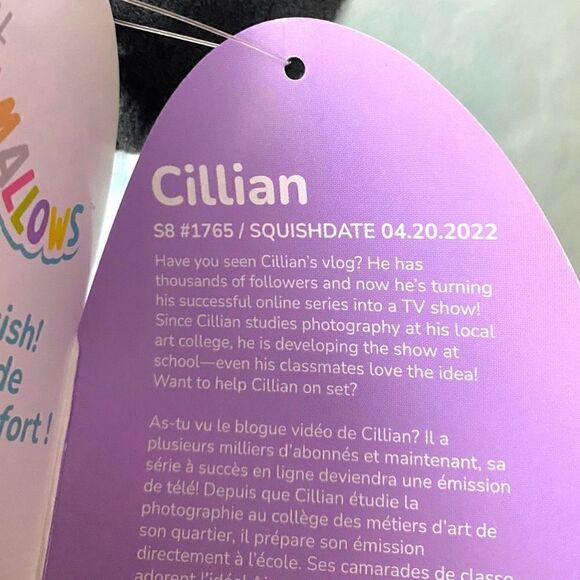 MALLOWS
ish!
de
fort!
Cillian
S8 #1765 / SQUISHDATE 04.20.2022
Have you seen Cillian's vlog? He has
thousands of followers and now he's turning
his successful online series into a TV show!
Since Cillian studies photography at his local
art college, he is developing the show at
school—even his classmates love the idea!
Want to help Cillian on set?
As-tu vu le blogue vidéo de Cillian? Il a
plusieurs milliers d'abonnés et maintenant, sa
série à succès en ligne deviendra une émission
de télé! Depuis que Cillian étudie la
photographie au collège des métiers d'art de
son quartier, il prépare son émission
directement à l'école. Ses camarades de classe
adorent l'idée!